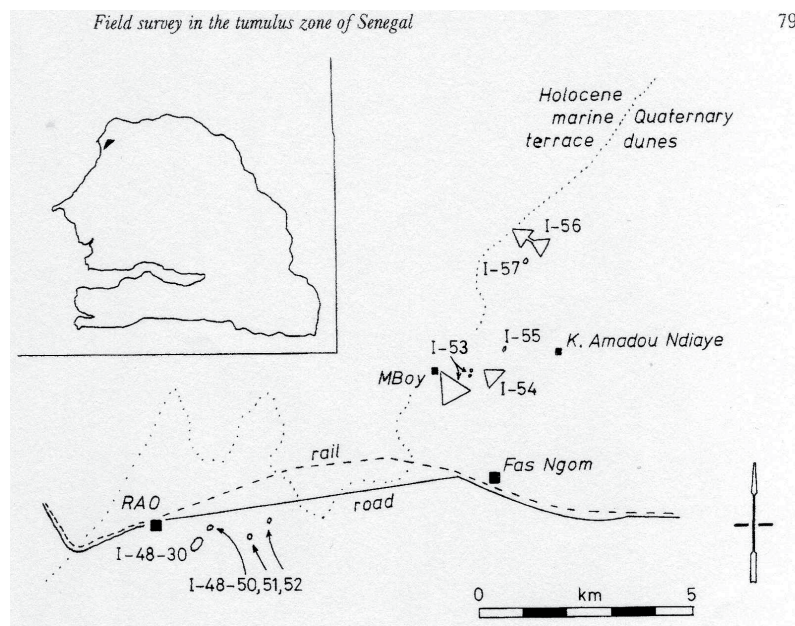 Field survey in the tumulus zone of Senegal 79
Holocene
marine Quaternary
terrace dunes
I-56
I-57
I-55
K. Amadou Ndiaye
I-53
MBoy
I-54
rail
Fas Ngom
RAO
road
I-48-30
I-48-50,51,52
km
0 5